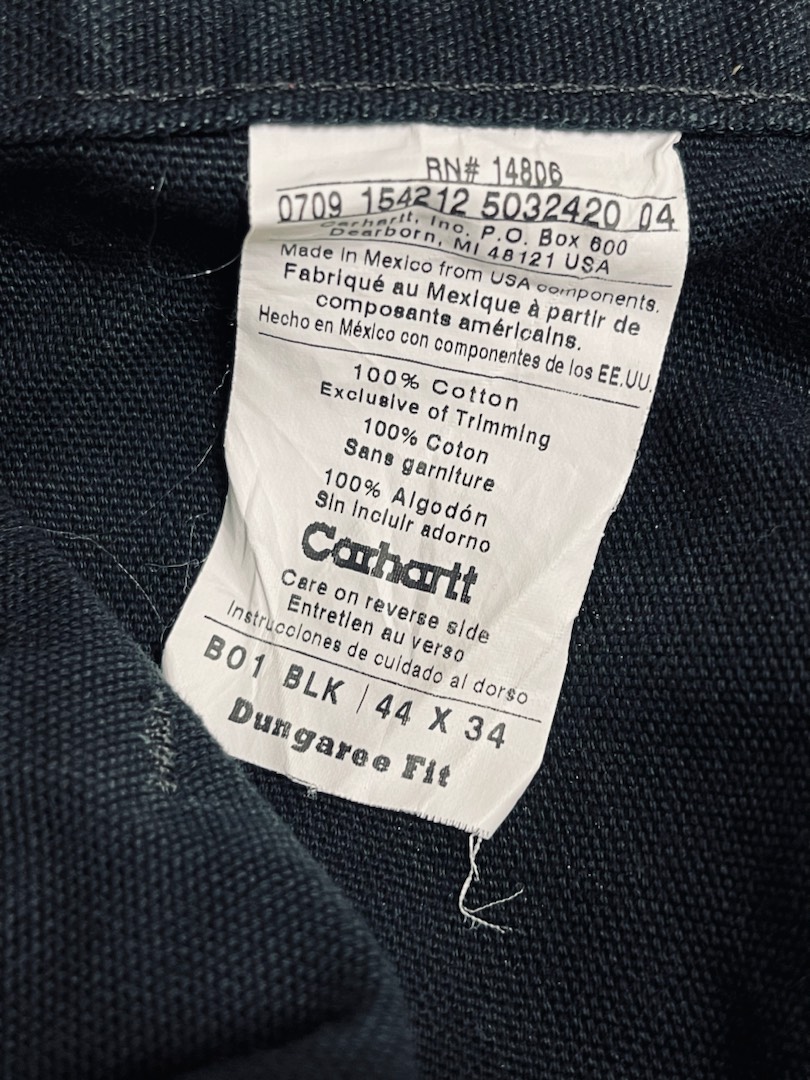 RN# 14806
0709 154212 5032420 04
Carhartt, Inc. P.O. Box 600
Dearborn, MI 48121 USA
Made in Mexico from USA components.
Fabriqué au Mexique à partir de
composants américains.
Hecho en México con componentes de los EE.UU.
100% Cotton
Exclusive of Trimming
100% Coton
Sans garniture
100% Algodón
Sin incluir adorno
Carhartt
Care on reverse side
Entretien au verso
Instrucciones de cuidado al dorso
B01 BLK / 44 X 34
Dungaree Fit